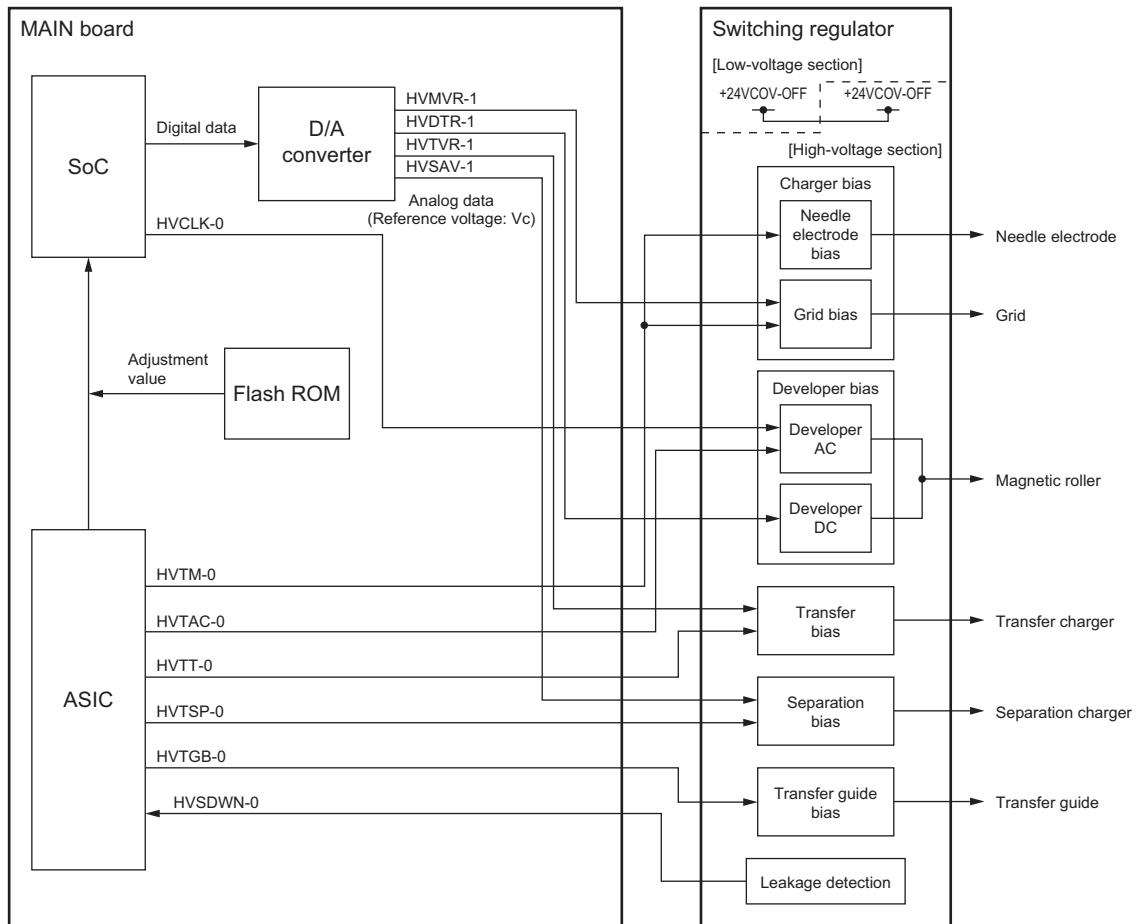 MAIN board
SoC
Digital data
D/A
converter
HVMVR-1
HVDTR-1
HVTVR-1
HVSAV-1
Analog data
(Reference voltage: Vc)
HVCLK-0
Adjustment
value
Flash ROM
ASIC
HVTM-0
HVTAC-0
HVTT-0
HVTSP-0
HVTGB-0
HVSDWN-0
Switching regulator
[Low-voltage section]
+24VCOV-OFF
+24VCOV-OFF
[High-voltage section]
Charger bias
Needle
electrode
bias
Grid bias
Developer bias
Developer
AC
Developer
DC
Transfer
bias
Separation
bias
Transfer guide
bias
Leakage detection
Needle electrode
Grid
Magnetic roller
Transfer charger
Separation charger
Transfer guide